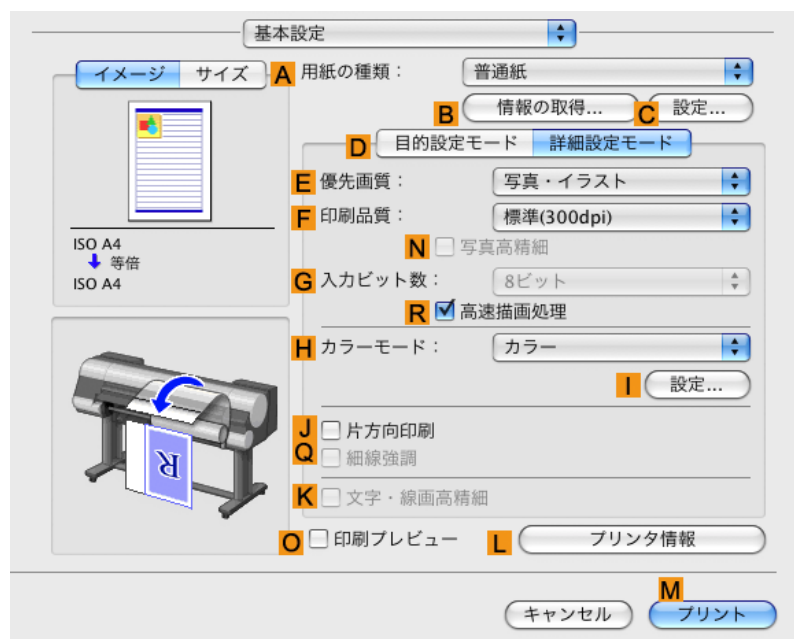 基本設定
イメージ サイズ
A 用紙の種類： 普通紙
B 情報の取得... C 設定...
D 目的設定モード 詳細設定モード
E 優先画質： 写真・イラスト
F 印刷品質： 標準(300dpi)
N 写真高精細
ISO A4
等倍
ISO A4
G 入力ビット数： 8ビット
R 高速描画処理
H カラーモード： カラー
I 設定...
J 片方向印刷
Q 細線強調
K 文字・線画高精細
R
O 印刷プレビュー L プリンタ情報
M
キャンセル プリント